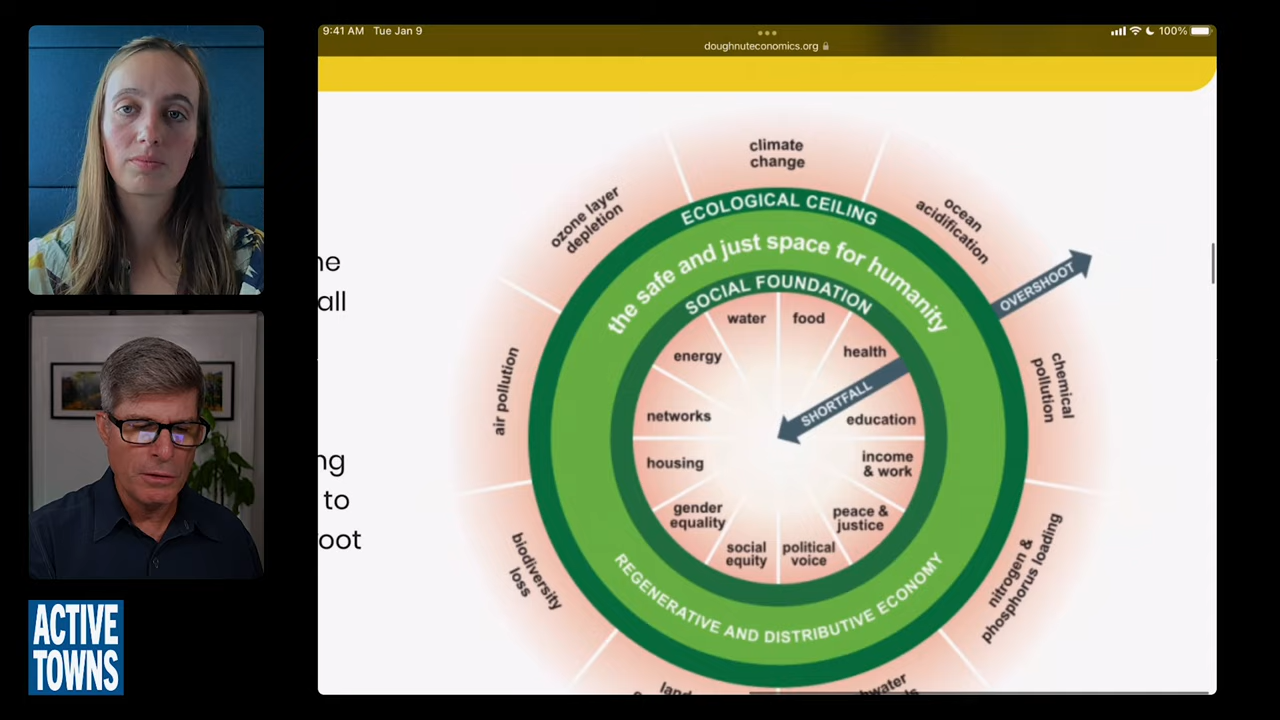 9:41 AM Tue Jan 9
100%
doughnuteconomics.org
all
to
climate
change
ozone layer
depletion
ocean
acidification
ECOLOGICAL CEILING
the safe and just space for humanity
SOCIAL FOUNDATION
OVERSHOOT
water
food
energy
health
SHORTFALL
air pollution
chemical
pollution
networks
education
housing
income
& work
gender
equality
peace &
justice
social
equity
political
voice
biodiversity
loss
nitrogen &
phosphorus loading
REGENERATIVE AND DISTRIBUTIVE ECONOMY
ACTIVE
TOWNS